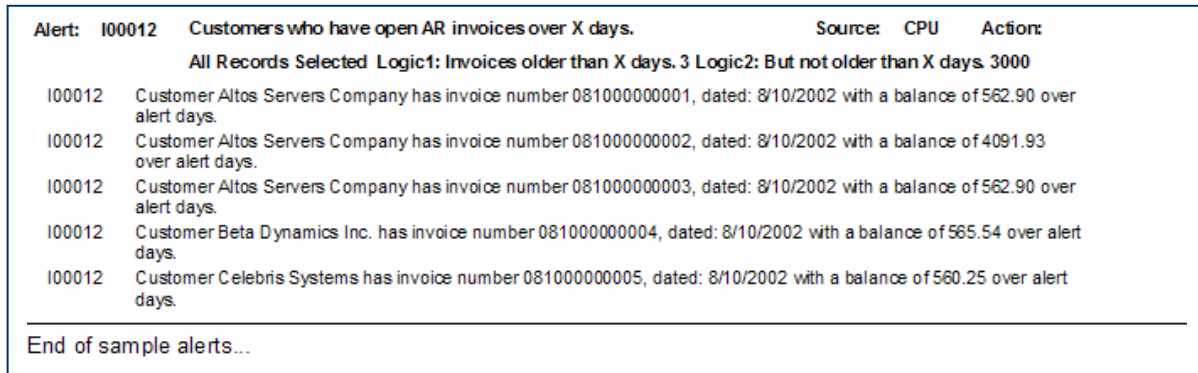 Alert: I00012 Customers who have open AR invoices over X days. Source: CPU Action:
All Records Selected Logic1: Invoices older than X days. 3 Logic2: But not older than X days. 3000
I00012 Customer Altos Servers Company has invoice number 081000000001, dated: 8/10/2002 with a balance of 562.90 over
alert days.
I00012 Customer Altos Servers Company has invoice number 081000000002, dated: 8/10/2002 with a balance of 4091.93
over alert days.
I00012 Customer Altos Servers Company has invoice number 081000000003, dated: 8/10/2002 with a balance of 562.90 over
alert days.
I00012 Customer Beta Dynamics Inc. has invoice number 081000000004, dated: 8/10/2002 with a balance of 565.54 over alert
days.
I00012 Customer Celebris Systems has invoice number 081000000005, dated: 8/10/2002 with a balance of 560.25 over alert
days.
End of sample alerts...